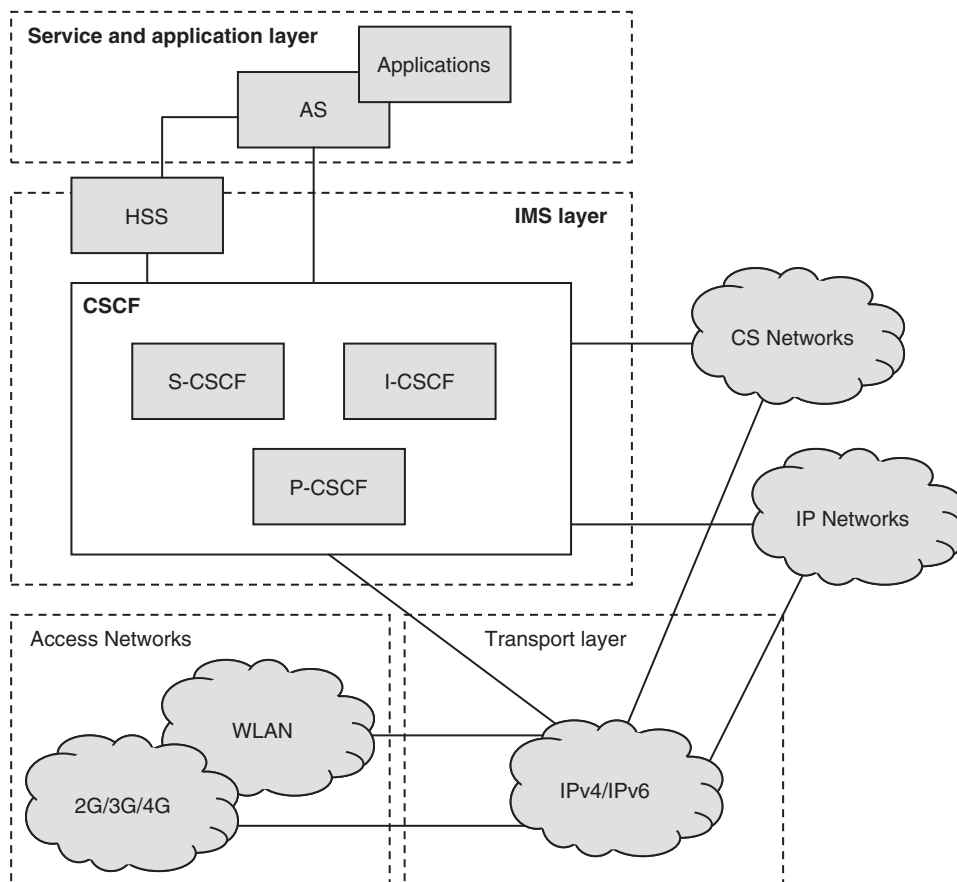 Service and application layer
Applications
AS
HSS
IMS layer
CSCF
S-CSCF
I-CSCF
P-CSCF
CS Networks
IP Networks
Access Networks
Transport layer
WLAN
2G/3G/4G
IPv4/IPv6